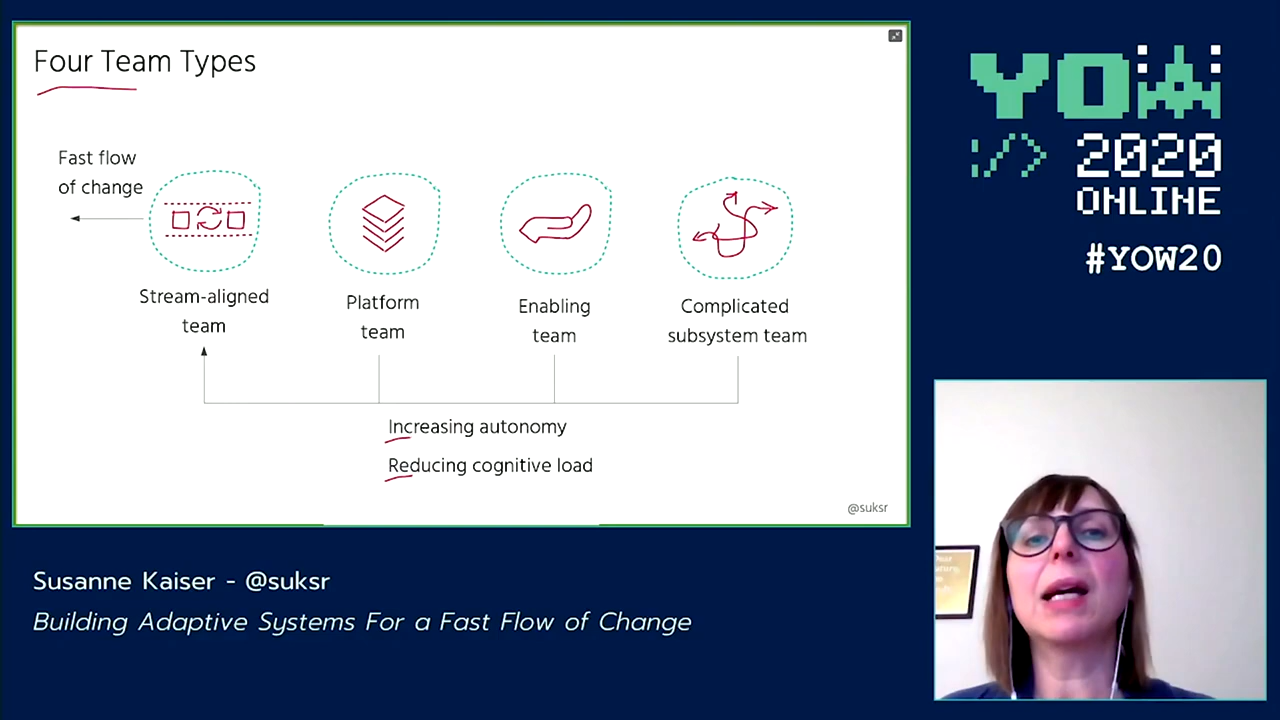 Four Team Types
Fast flow
of change
Stream-aligned
team
Platform
team
Enabling
team
Complicated
subsystem team
Increasing autonomy
Reducing cognitive load
@suksr
YOW
:/> 2020
ONLINE
#YOW20
Susanne Kaiser - @suksr
Building Adaptive Systems For a Fast Flow of Change